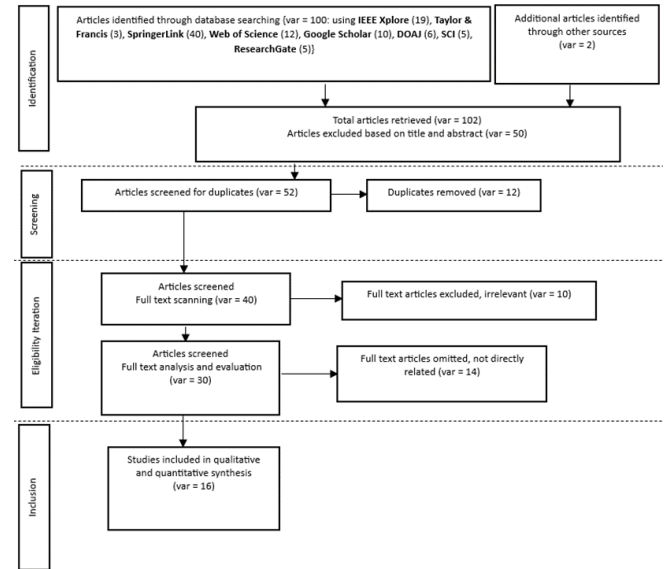 Identification
Articles identified through database searching {var = 100: using IEEE Xplore (19), Taylor &
Francis (3), SpringerLink (40), Web of Science (12), Google Scholar (10), DOAJ (6), SCI (5),
ResearchGate (5)}
Additional articles identified
through other sources
(var = 2)
Total articles retrieved (var = 102)
Articles excluded based on title and abstract (var = 50)
Screening
Articles screened for duplicates (var = 52)
Duplicates removed (var = 12)
Eligibility Iteration
Articles screened
Full text scanning (var = 40)
Full text articles excluded, irrelevant (var = 10)
Articles screened
Full text analysis and evaluation
(var = 30)
Full text articles omitted, not directly
related (var = 14)
Inclusion
Studies included in qualitative
and quantitative synthesis
(var = 16)